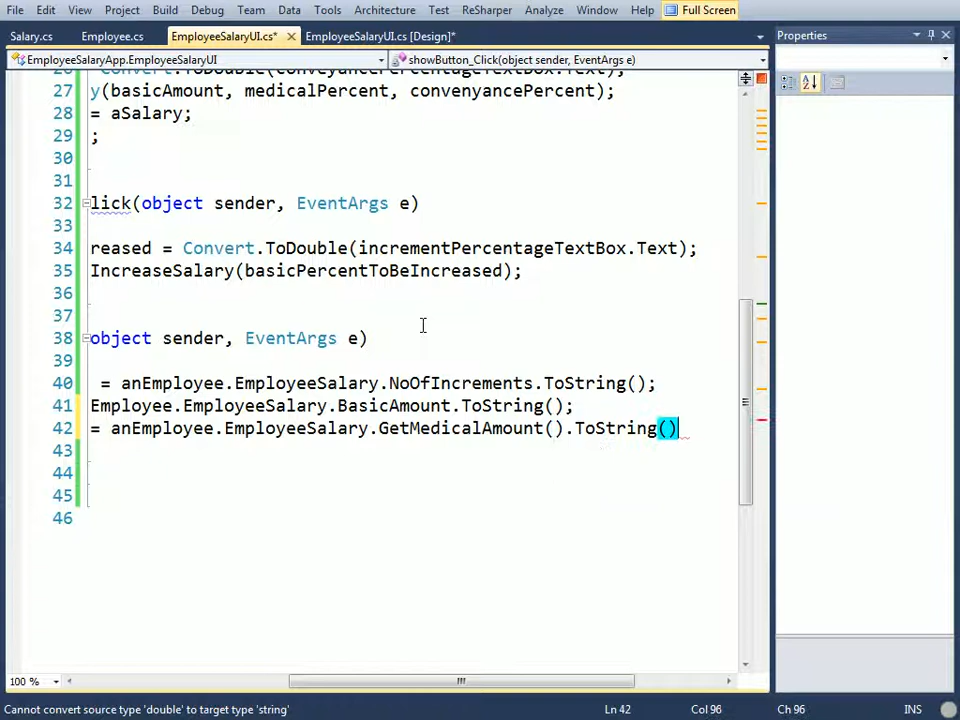 File Edit View Project Build Debug Team Data Tools Architecture Test ReSharper Analyze Window Help Full Screen
Salary.cs Employee.cs EmployeeSalaryUI.cs* EmployeeSalaryUI.cs [Design]* Properties
EmployeeSalaryApp.EmployeeSalaryUI showButton_Click(object sender, EventArgs e)
26 Convert.ToDouble(conveyancePercentageTextBox.Text);
27 y(basicAmount, medicalPercent, convenyancePercent);
28 = aSalary;
29 ;
30
31
32 lick(object sender, EventArgs e)
33
34 reased = Convert.ToDouble(incrementPercentageTextBox.Text);
35 IncreaseSalary(basicPercentToBeIncreased);
36
37
38 object sender, EventArgs e)
39
40 = anEmployee.EmployeeSalary.NoOfIncrements.ToString();
41 Employee.EmployeeSalary.BasicAmount.ToString();
42 = anEmployee.EmployeeSalary.GetMedicalAmount().ToString()
43
44
45
46
100 %
Cannot convert source type 'double' to target type 'string' Ln 42 Col 96 Ch 96 INS